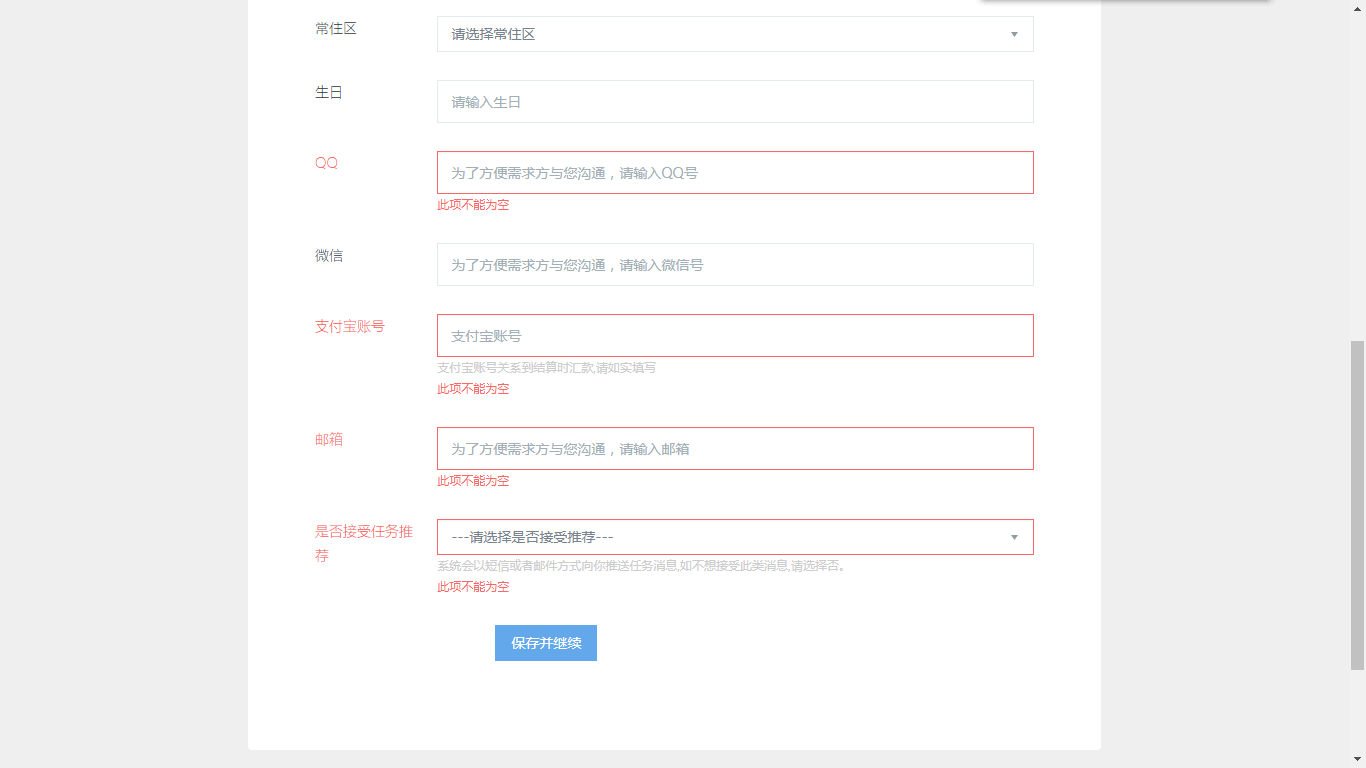 常住区
请选择常住区
生日
请输入生日
QQ
为了方便需求方与您沟通，请输入QQ号
此项不能为空
微信
为了方便需求方与您沟通，请输入微信号
支付宝账号
支付宝账号
支付宝账号关系到结算时汇款,请如实填写
此项不能为空
邮箱
为了方便需求方与您沟通，请输入邮箱
此项不能为空
是否接受任务推
荐
---请选择是否接受推荐---
系统会以短信或者邮件方式向你推送任务消息,如不想接受此类消息,请选择否。
此项不能为空
保存并继续